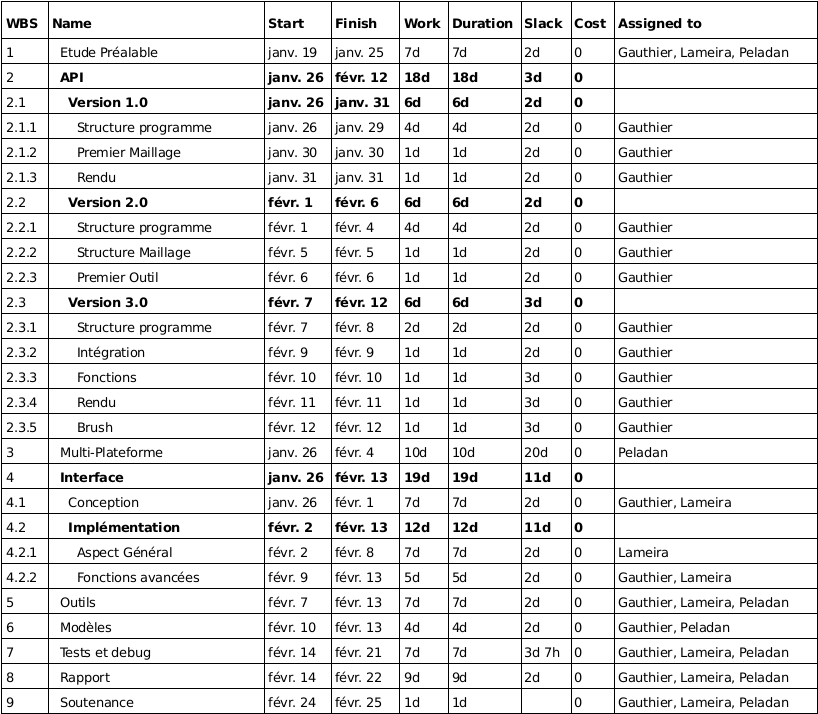 WBS Name Start Finish Work Duration Slack Cost Assigned to
1 Etude Préalable janv. 19 janv. 25 7d 7d 2d 0 Gauthier, Lameira, Peladan
2 API janv. 26 févr. 12 18d 18d 3d 0
2.1 Version 1.0 janv. 26 janv. 31 6d 6d 2d 0
2.1.1 Structure programme janv. 26 janv. 29 4d 4d 2d 0 Gauthier
2.1.2 Premier Maillage janv. 30 janv. 30 1d 1d 2d 0 Gauthier
2.1.3 Rendu janv. 31 janv. 31 1d 1d 2d 0 Gauthier
2.2 Version 2.0 févr. 1 févr. 6 6d 6d 2d 0
2.2.1 Structure programme févr. 1 févr. 4 4d 4d 2d 0 Gauthier
2.2.2 Structure Maillage févr. 5 févr. 5 1d 1d 2d 0 Gauthier
2.2.3 Premier Outil févr. 6 févr. 6 1d 1d 2d 0 Gauthier
2.3 Version 3.0 févr. 7 févr. 12 6d 6d 3d 0
2.3.1 Structure programme févr. 7 févr. 8 2d 2d 2d 0 Gauthier
2.3.2 Intégration févr. 9 févr. 9 1d 1d 2d 0 Gauthier
2.3.3 Fonctions févr. 10 févr. 10 1d 1d 3d 0 Gauthier
2.3.4 Rendu févr. 11 févr. 11 1d 1d 3d 0 Gauthier
2.3.5 Brush févr. 12 févr. 12 1d 1d 3d 0 Gauthier
3 Multi-Plateforme janv. 26 févr. 4 10d 10d 20d 0 Peladan
4 Interface janv. 26 févr. 13 19d 19d 11d 0
4.1 Conception janv. 26 févr. 1 7d 7d 2d 0 Gauthier, Lameira
4.2 Implémentation févr. 2 févr. 13 12d 12d 11d 0
4.2.1 Aspect Général févr. 2 févr. 8 7d 7d 2d 0 Lameira
4.2.2 Fonctions avancées févr. 9 févr. 13 5d 5d 2d 0 Gauthier, Lameira
5 Outils févr. 7 févr. 13 7d 7d 2d 0 Gauthier, Lameira, Peladan
6 Modèles févr. 10 févr. 13 4d 4d 2d 0 Gauthier, Peladan
7 Tests et debug févr. 14 févr. 21 7d 7d 3d 7h 0 Gauthier, Lameira, Peladan
8 Rapport févr. 14 févr. 22 9d 9d 2d 0 Gauthier, Lameira, Peladan
9 Soutenance févr. 24 févr. 25 1d 1d 0 Gauthier, Lameira, Peladan